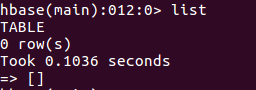 hbase(main):012:0> list
TABLE
0 row(s)
Took 0.1036 seconds
=> []